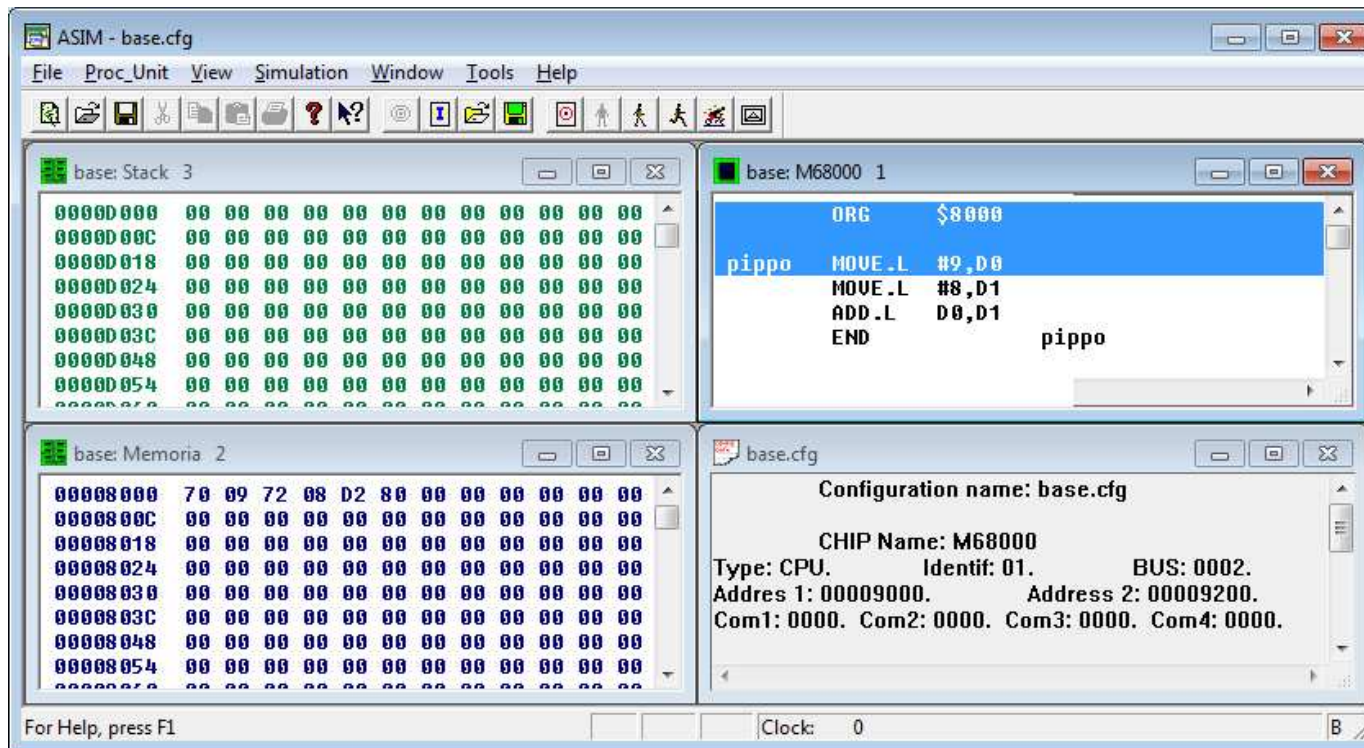 ASIM - base.cfg
File Proc_Unit View Simulation Window Tools Help
base: Stack 3
0000D000 00 00 00 00 00 00 00 00 00 00 00 00
0000D00C 00 00 00 00 00 00 00 00 00 00 00 00
0000D018 00 00 00 00 00 00 00 00 00 00 00 00
0000D024 00 00 00 00 00 00 00 00 00 00 00 00
0000D030 00 00 00 00 00 00 00 00 00 00 00 00
0000D03C 00 00 00 00 00 00 00 00 00 00 00 00
0000D048 00 00 00 00 00 00 00 00 00 00 00 00
0000D054 00 00 00 00 00 00 00 00 00 00 00 00
base: M68000 1
ORG $8000
pippo MOVE.L #9,D0
MOVE.L #8,D1
ADD.L D0,D1
END pippo
base: Memoria 2
00008000 70 09 72 08 D2 80 00 00 00 00 00 00
0000800C 00 00 00 00 00 00 00 00 00 00 00 00
00008018 00 00 00 00 00 00 00 00 00 00 00 00
00008024 00 00 00 00 00 00 00 00 00 00 00 00
00008030 00 00 00 00 00 00 00 00 00 00 00 00
0000803C 00 00 00 00 00 00 00 00 00 00 00 00
00008048 00 00 00 00 00 00 00 00 00 00 00 00
00008054 00 00 00 00 00 00 00 00 00 00 00 00
base.cfg
Configuration name: base.cfg
CHIP Name: M68000
Type: CPU. Identif: 01. BUS: 0002.
Addres 1: 00009000. Address 2: 00009200.
Com1: 0000. Com2: 0000. Com3: 0000. Com4: 0000.
For Help, press F1
Clock: 0
B